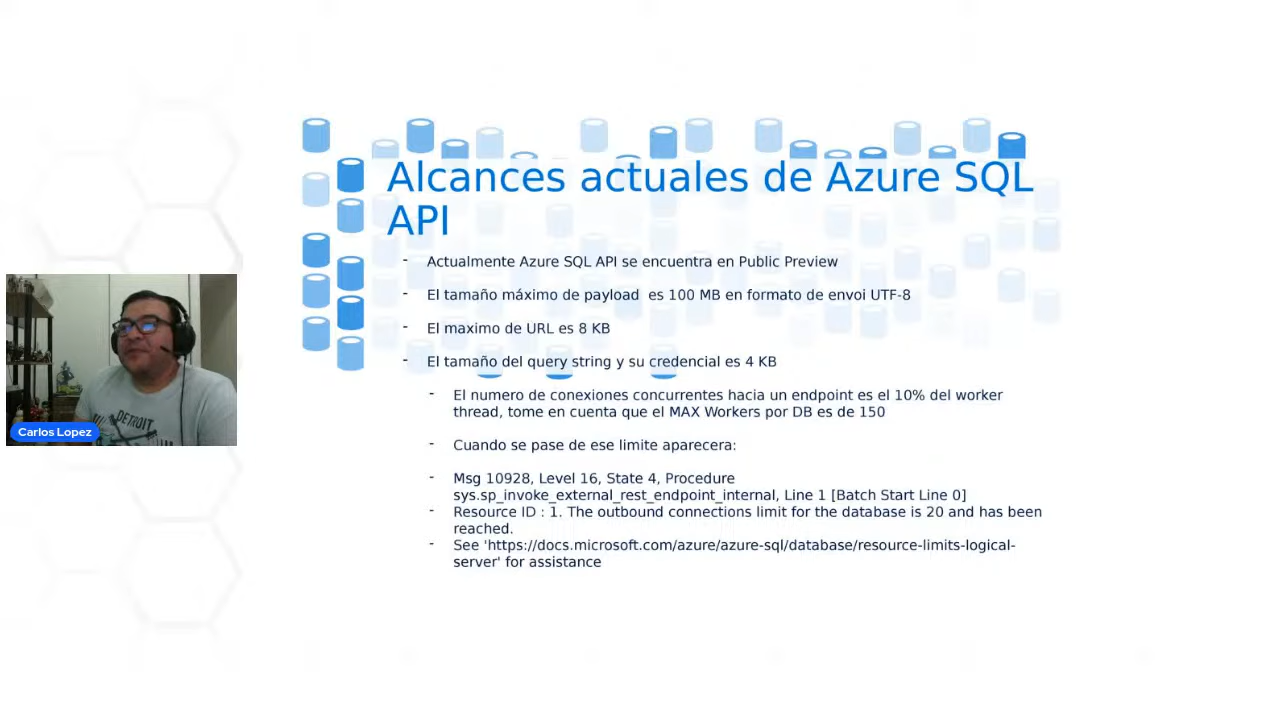 Alcances actuales de Azure SQL
API
- Actualmente Azure SQL API se encuentra en Public Preview
- El tamaño máximo de payload  es 100 MB en formato de envoi UTF-8
- El maximo de URL es 8 KB
- El tamaño del query string y su credencial es 4 KB
- El numero de conexiones concurrentes hacia un endpoint es el 10% del worker
thread, tome en cuenta que el MAX Workers por DB es de 150
- Cuando se pase de ese limite aparecera:
- Msg 10928, Level 16, State 4, Procedure
sys.sp_invoke_external_rest_endpoint_internal, Line 1 [Batch Start Line 0]
- Resource ID : 1. The outbound connections limit for the database is 20 and has been
reached.
- See 'https://docs.microsoft.com/azure/azure-sql/database/resource-limits-logical-
server' for assistance
DETROIT
Carlos Lopez